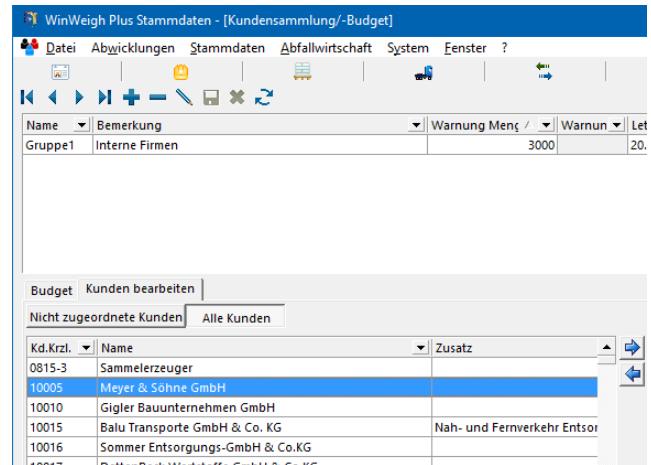 WinWeigh Plus Stammdaten - [Kundensammlung/-Budget]
Datei Abwicklungen Stammdaten Abfallwirtschaft System Fenster ?
Name Bemerkung Warnung Meng Warnun Let
Gruppe1 Interne Firmen 3000 20.
Budget Kunden bearbeiten
Nicht zugeordnete Kunden Alle Kunden
Kd.Krzl. Name Zusatz
0815-3 Sammelerzeuger
10005 Meyer & Söhne GmbH
10010 Gigler Bauunternehmen GmbH
10015 Balu Transporte GmbH & Co. KG Nah- und Fernverkehr Entsor
10016 Sommer Entsorgungs-GmbH & Co.KG